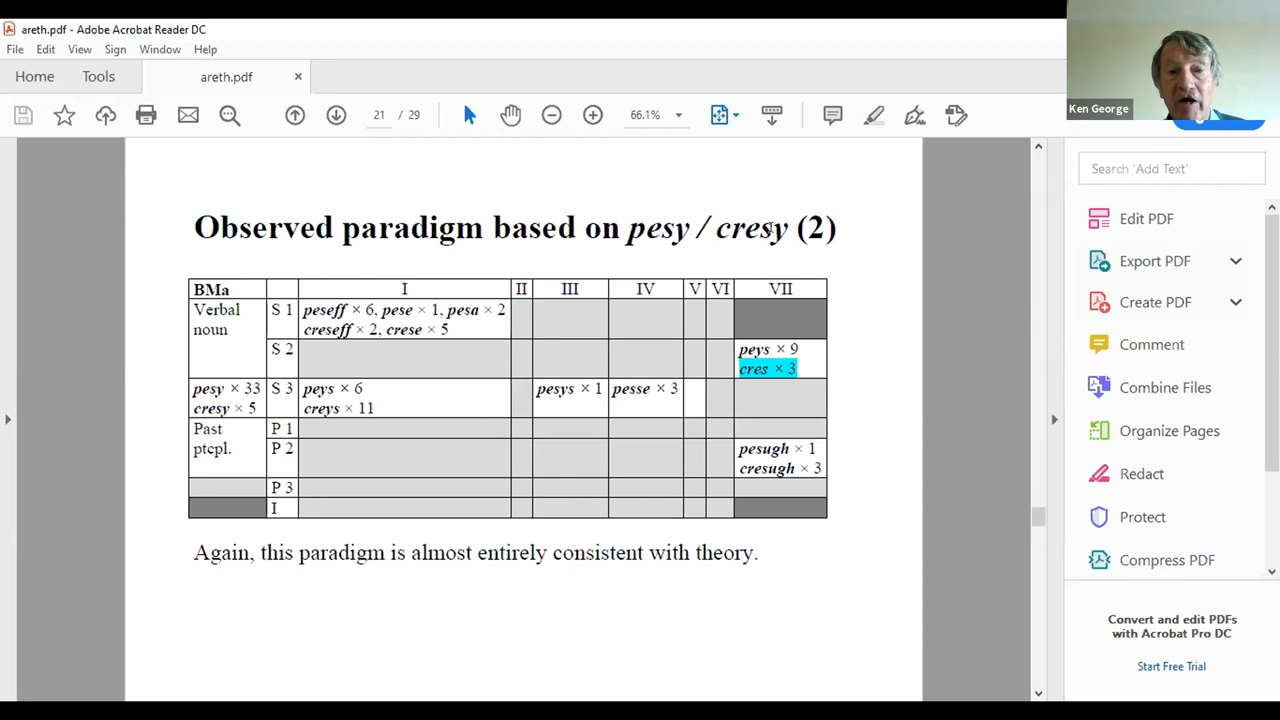 areth.pdf - Adobe Acrobat Reader DC
File Edit View Sign Window Help
Home Tools areth.pdf ×
21 / 29 66.1%
Ken George
Search 'Add Text'
Edit PDF
Export PDF
Create PDF
Comment
Combine Files
Organize Pages
Redact
Protect
Compress PDF
Convert and edit PDFs
with Acrobat Pro DC
Start Free Trial
Observed paradigm based on pesy / cresy (2)
BMa I II III IV V VI VII
Verbal S 1 peseff × 6, pese × 1, pesa × 2
noun creseff × 2, crese × 5
S 2 peys × 9
cres × 3
pesy × 33 S 3 peys × 6 pesys × 1 pesse × 3
cresy × 5 creys × 11
Past P 1
ptcpl. P 2 pesugh × 1
cresugh × 3
P 3
I
Again, this paradigm is almost entirely consistent with theory.